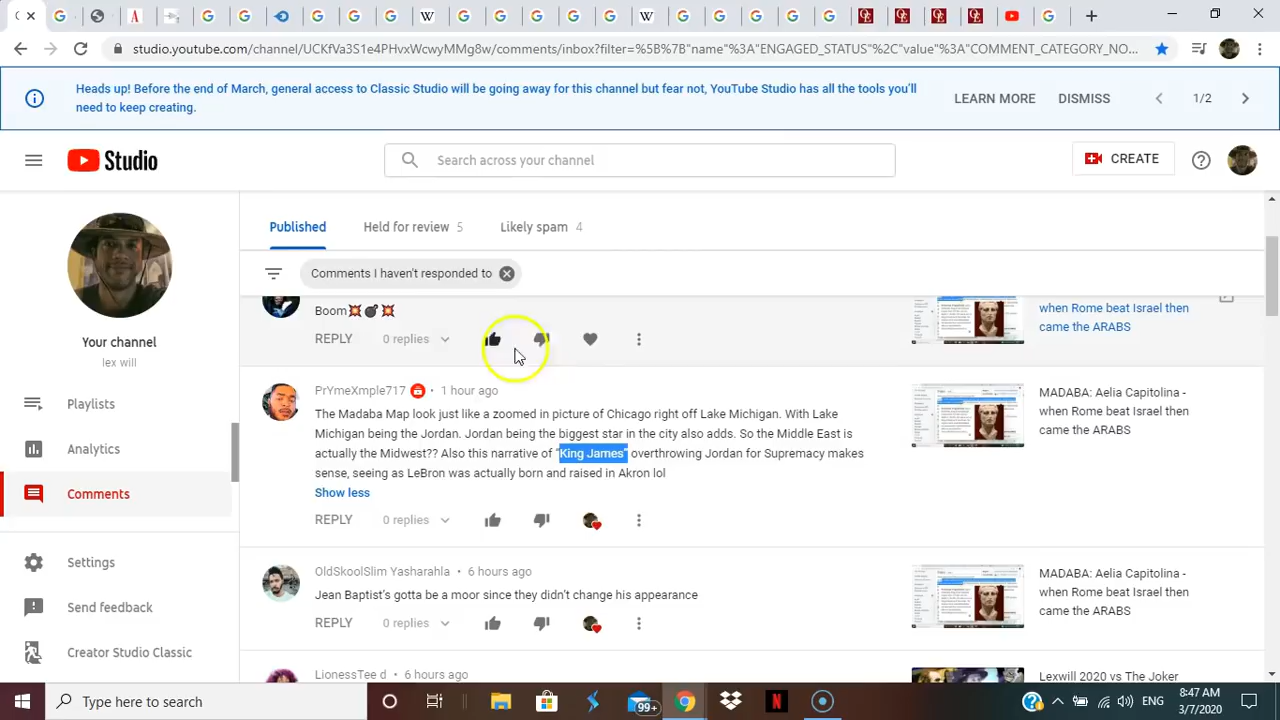 studio.youtube.com/channel/UCKfVa3S1e4PHvxWcwyMMg8w/comments/inbox?filter=%5B%7B"name"%3A"ENGAGED_STATUS"%2C"value"%3A"COMMENT_CATEGORY_NO...
Heads up! Before the end of March, general access to Classic Studio will be going away for this channel but fear not, YouTube Studio has all the tools you'll
need to keep creating.
LEARN MORE
DISMISS
1/2
Studio
Search across your channel
CREATE
Your channel
lex will
Playlists
Analytics
Comments
Settings
Send feedback
Creator Studio Classic
Published
Held for review 5
Likely spam 4
Comments I haven't responded to
Boom
REPLY
replies
when Rome beat Israel then
came the ARABS
PrYmeXmple717 • 1 hour ago
The Madaba Map look just like a zoomed in picture of Chicago right off Lake Michigan. With Lake
Michigan being the Jordan. Jordan being the biggest star in the city also adds. So the Middle East is
actually the Midwest?? Also this narrative of "King James" overthrowing Jordan for Supremacy makes
sense, seeing as LeBron was actually born and raised in Akron lol
Show less
REPLY
0 replies
MADABA: Aelia Capitolina -
when Rome beat Israel then
came the ARABS
OldSkoolSlim Yasharahla • 6 hours ago
Jean Baptiste gotta be a moor since they didn't change his appearance
REPLY
0 replies
MADABA: Aelia Capitolina -
when Rome beat Israel then
came the ARABS
LionessTee d • 6 hours ago
Lexwill 2020 vs The Joker
Type here to search
99+
ENG
8:47 AM
3/7/2020